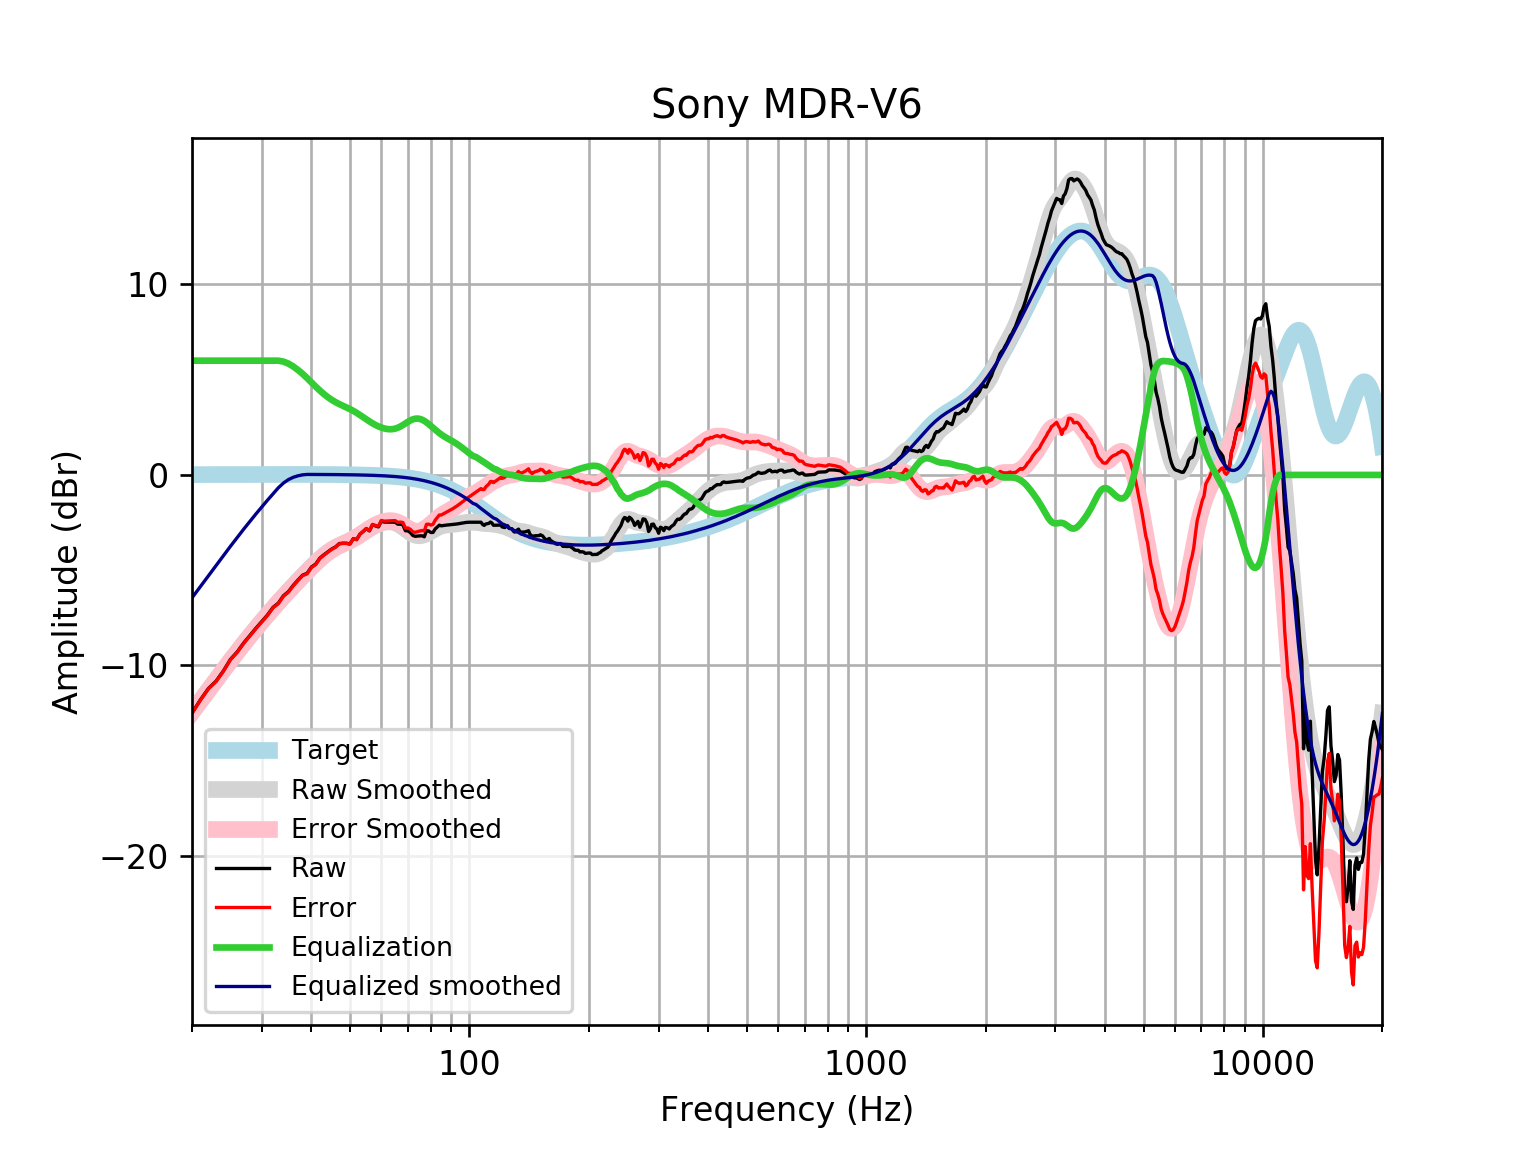 Sony MDR-V6
Amplitude (dBr)
10
0
−10
−20
Target
Raw Smoothed
Error Smoothed
Raw
Error
Equalization
Equalized smoothed
100
1000
10000
Frequency (Hz)